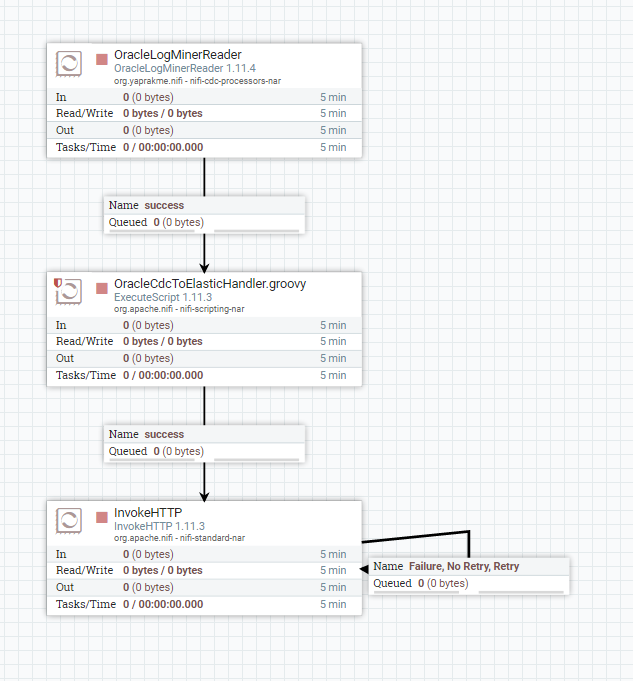 OracleLogMinerReader
OracleLogMinerReader 1.11.4
org.yaprakme.nifi - nifi-cdc-processors-nar
In 0 (0 bytes) 5 min
Read/Write 0 bytes / 0 bytes 5 min
Out 0 (0 bytes) 5 min
Tasks/Time 0 / 00:00:00.000 5 min
Name success
Queued 0 (0 bytes)
OracleCdcToElasticHandler.groovy
ExecuteScript 1.11.3
org.apache.nifi - nifi-scripting-nar
In 0 (0 bytes) 5 min
Read/Write 0 bytes / 0 bytes 5 min
Out 0 (0 bytes) 5 min
Tasks/Time 0 / 00:00:00.000 5 min
Name success
Queued 0 (0 bytes)
InvokeHTTP
InvokeHTTP 1.11.3
org.apache.nifi - nifi-standard-nar
In 0 (0 bytes) 5 min
Read/Write 0 bytes / 0 bytes 5 min
Out 0 (0 bytes) 5 min
Tasks/Time 0 / 00:00:00.000 5 min
Name Failure, No Retry, Retry
Queued 0 (0 bytes)